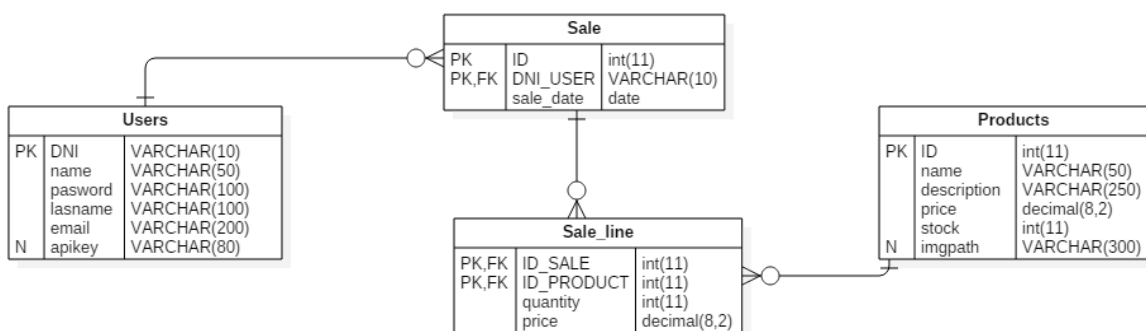 Sale
PK ID int(11)
PK,FK DNI_USER VARCHAR(10)
sale_date date
Users
PK DNI VARCHAR(10)
name VARCHAR(50)
pasword VARCHAR(100)
lasname VARCHAR(100)
email VARCHAR(200)
N apikey VARCHAR(80)
Products
PK ID int(11)
name VARCHAR(50)
description VARCHAR(250)
price decimal(8,2)
stock int(11)
N imgpath VARCHAR(300)
Sale_line
PK,FK ID_SALE int(11)
PK,FK ID_PRODUCT int(11)
quantity int(11)
price decimal(8,2)